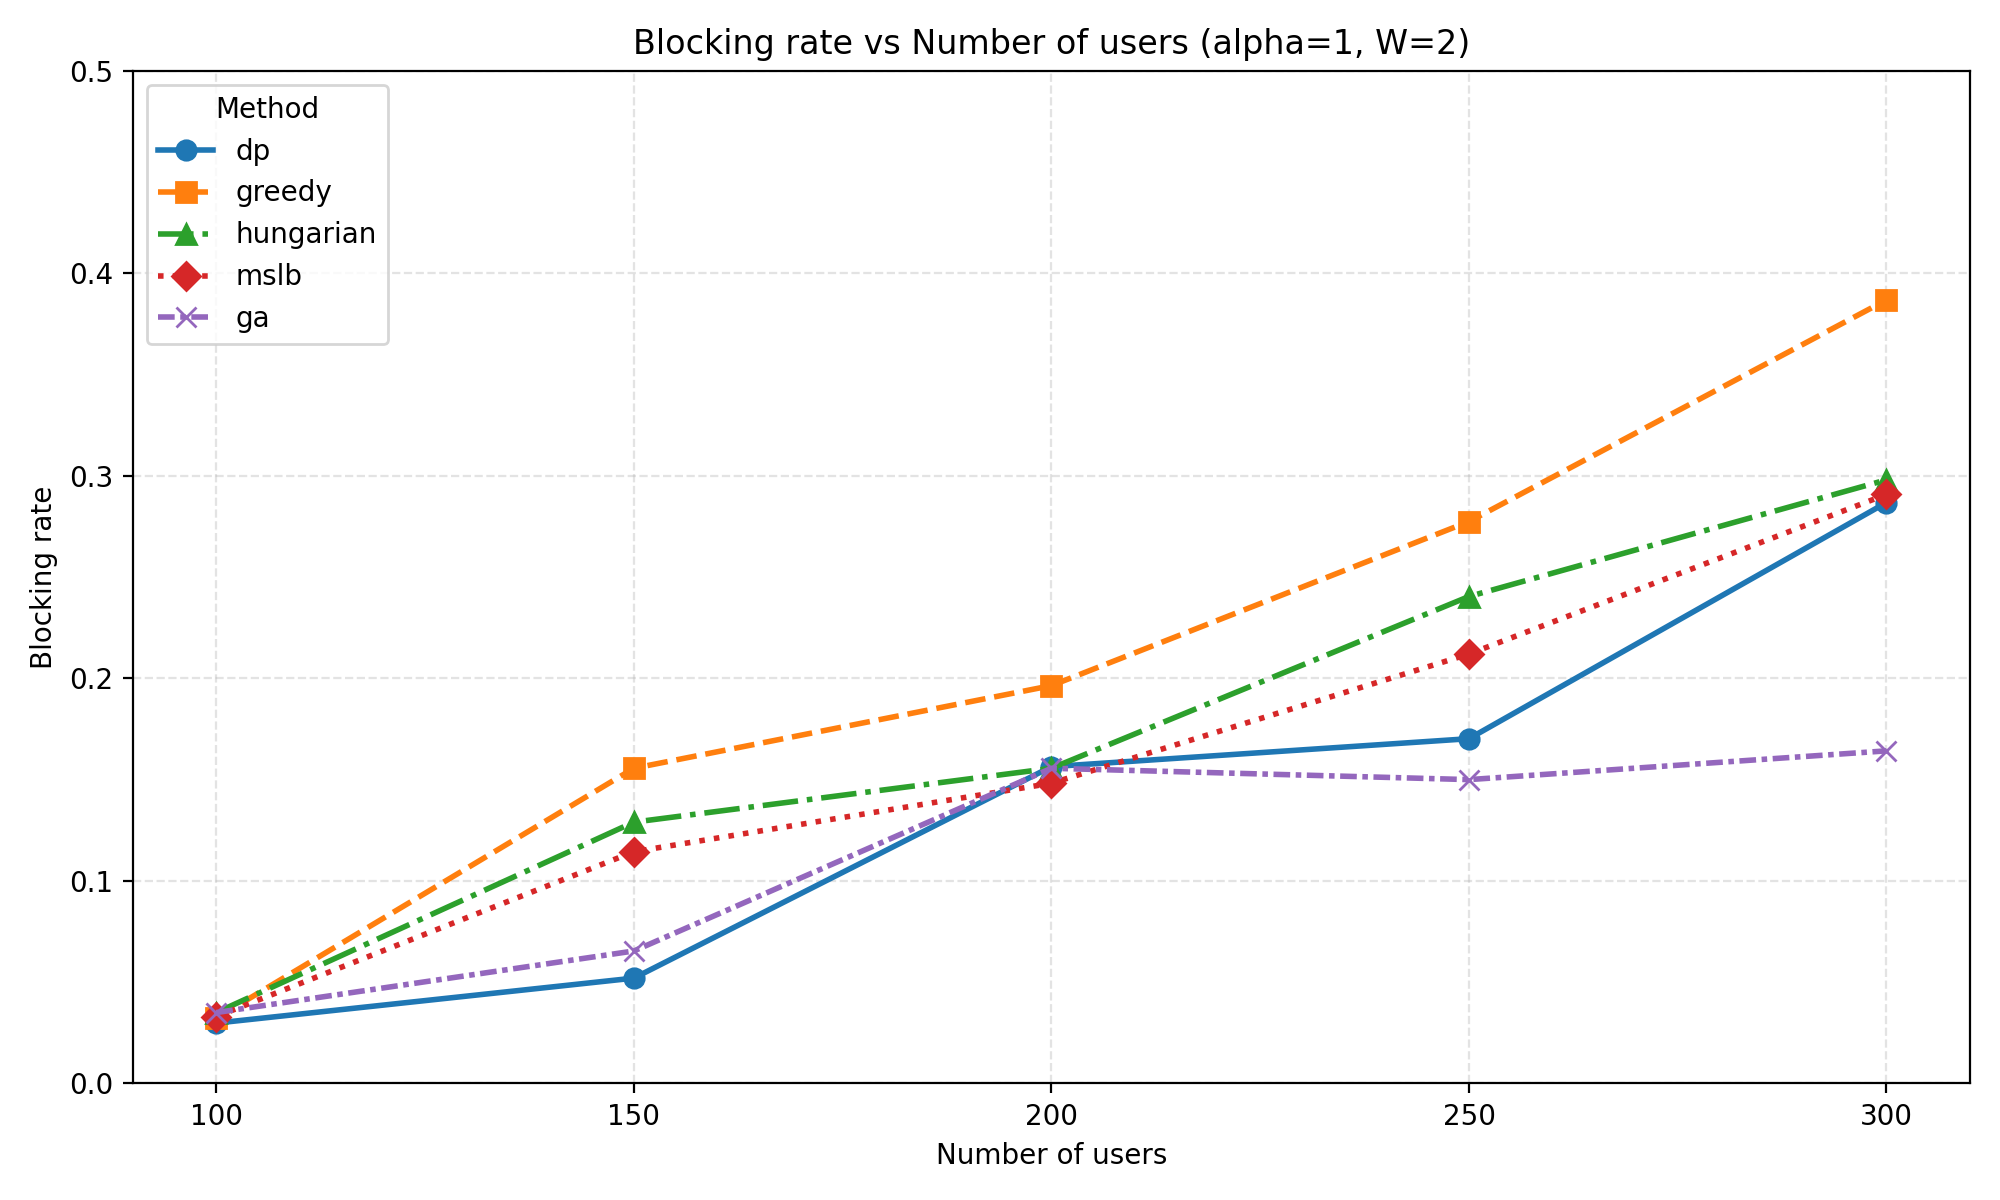 Blocking rate vs Number of users (alpha=1, W=2)
Method
dp
greedy
hungarian
mslb
ga
Blocking rate
0.5
0.4
0.3
0.2
0.1
0.0
100 150 200 250 300
Number of users